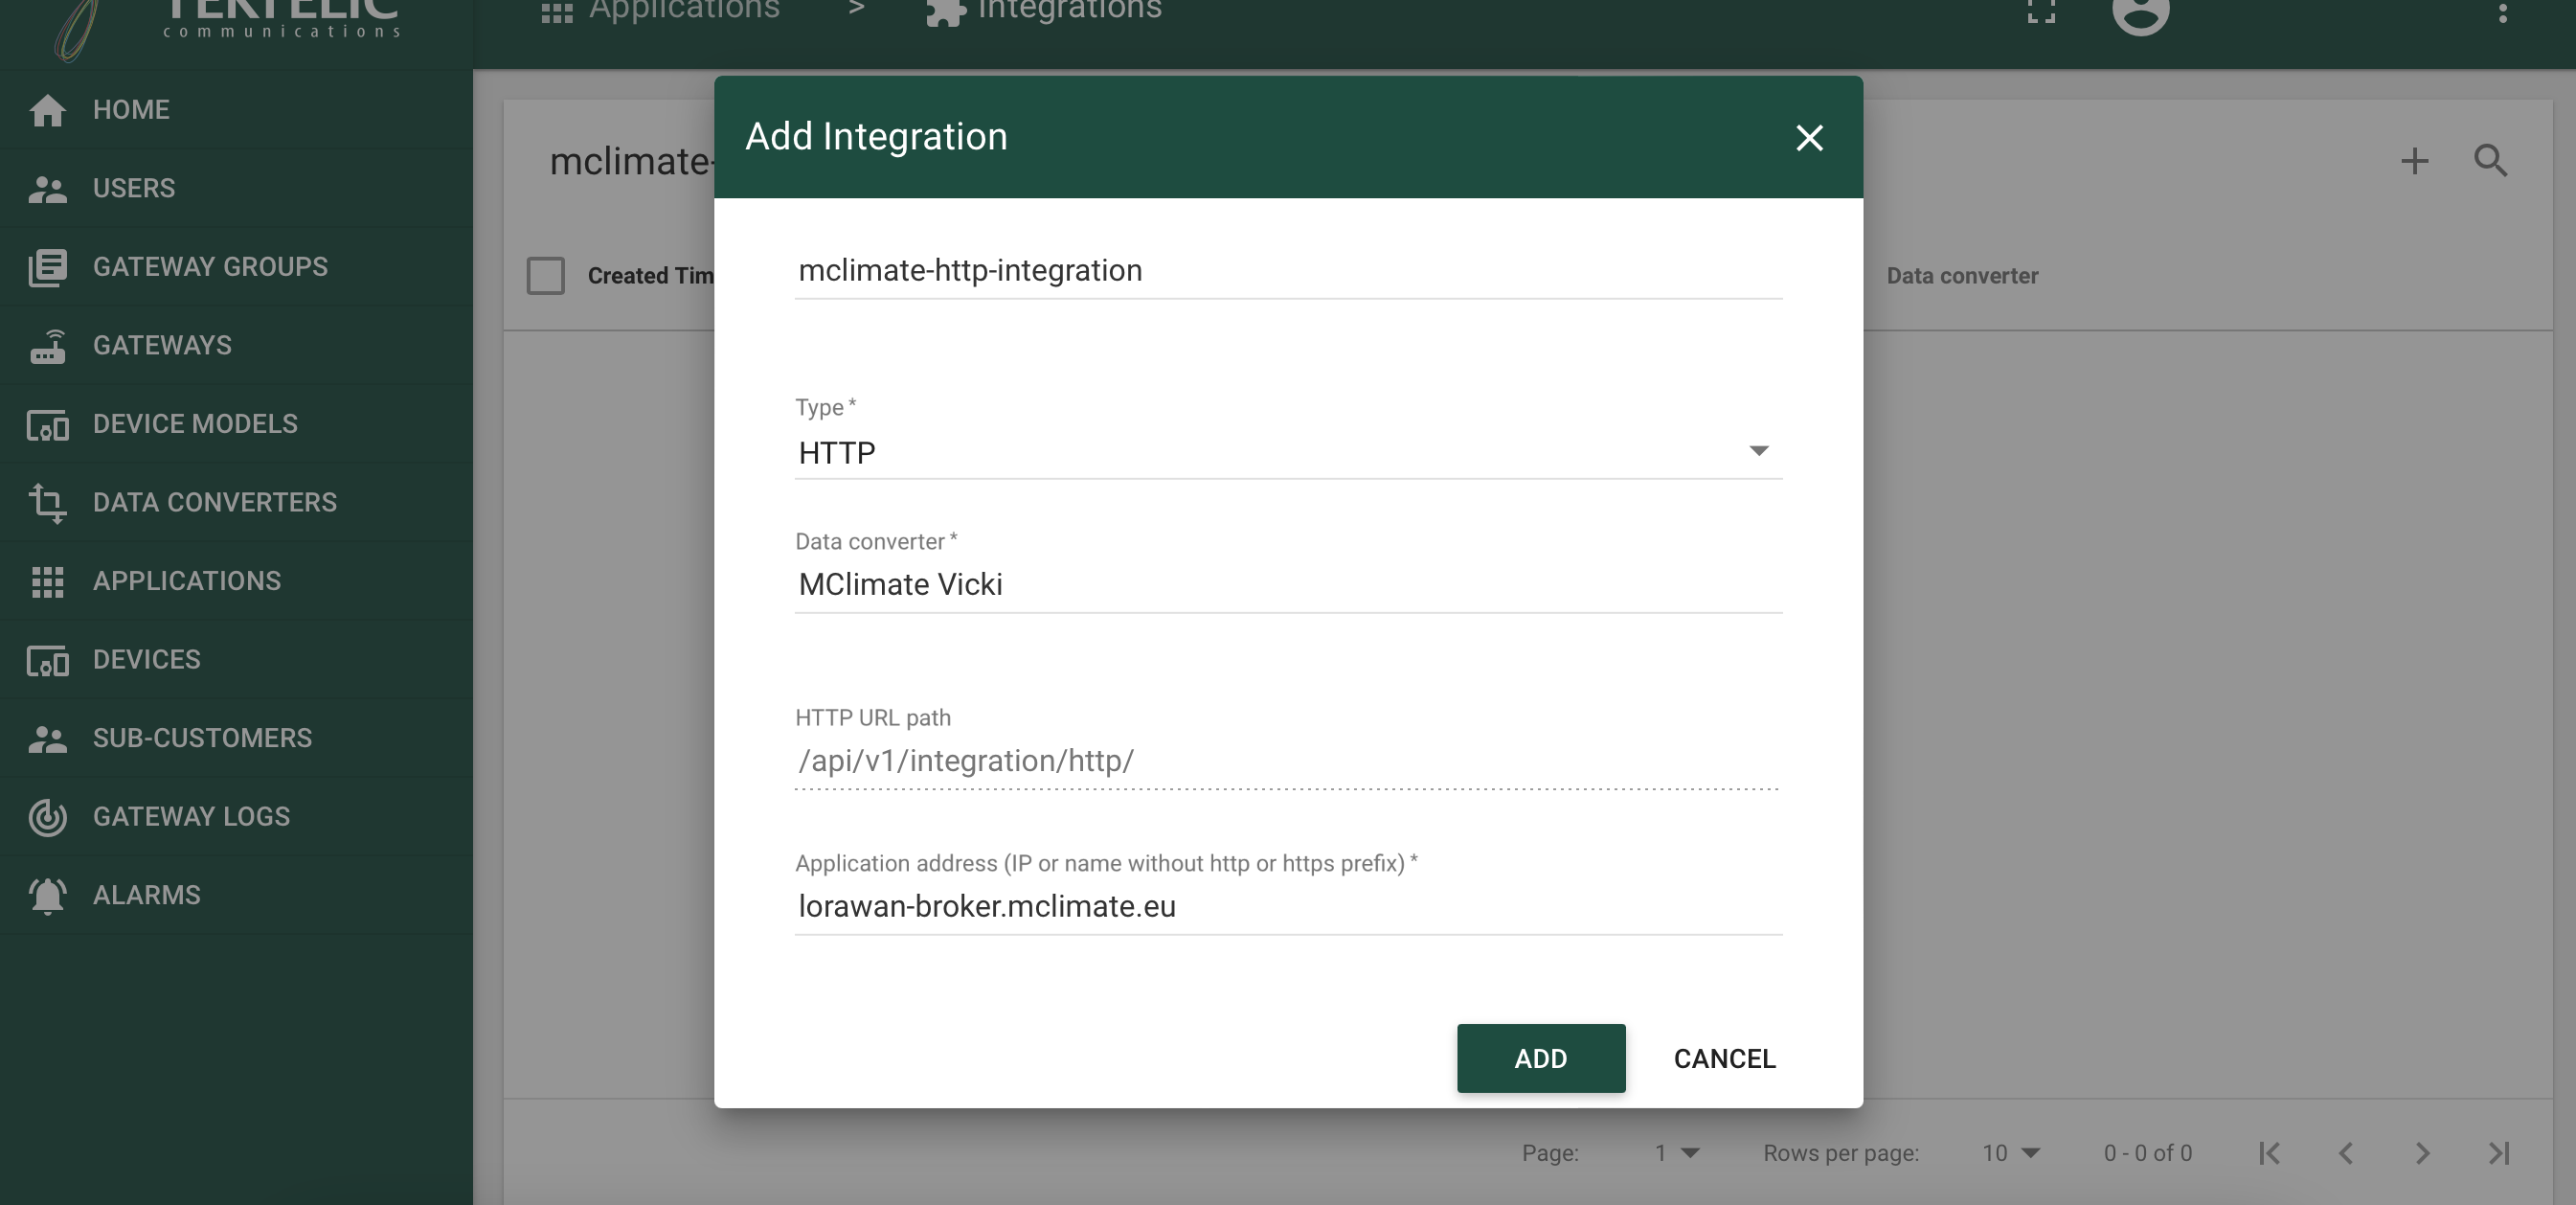 TEKTELIC
communications
Applications > Integrations
HOME
USERS
GATEWAY GROUPS
GATEWAYS
DEVICE MODELS
DATA CONVERTERS
APPLICATIONS
DEVICES
SUB-CUSTOMERS
GATEWAY LOGS
ALARMS
mclimate-
Created Tim
Data converter
Add Integration
mclimate-http-integration
Type *
HTTP
Data converter *
MClimate Vicki
HTTP URL path
/api/v1/integration/http/
Application address (IP or name without http or https prefix) *
lorawan-broker.mclimate.eu
ADD CANCEL
Page: 1 Rows per page: 10 0 - 0 of 0